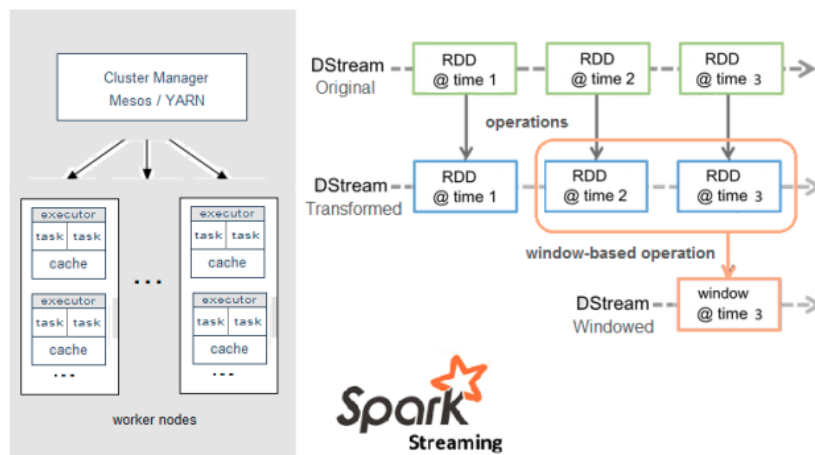 Cluster Manager
Mesos / YARN
executor
task task
cache
executor
task task
cache
...
...
executor
task task
cache
executor
task task
cache
...
worker nodes
DStream
Original
RDD
@ time 1
RDD
@ time 2
RDD
@ time 3
operations
DStream
Transformed
RDD
@ time 1
RDD
@ time 2
RDD
@ time 3
window-based operation
DStream
Windowed
window
@ time 3
Spark
Streaming